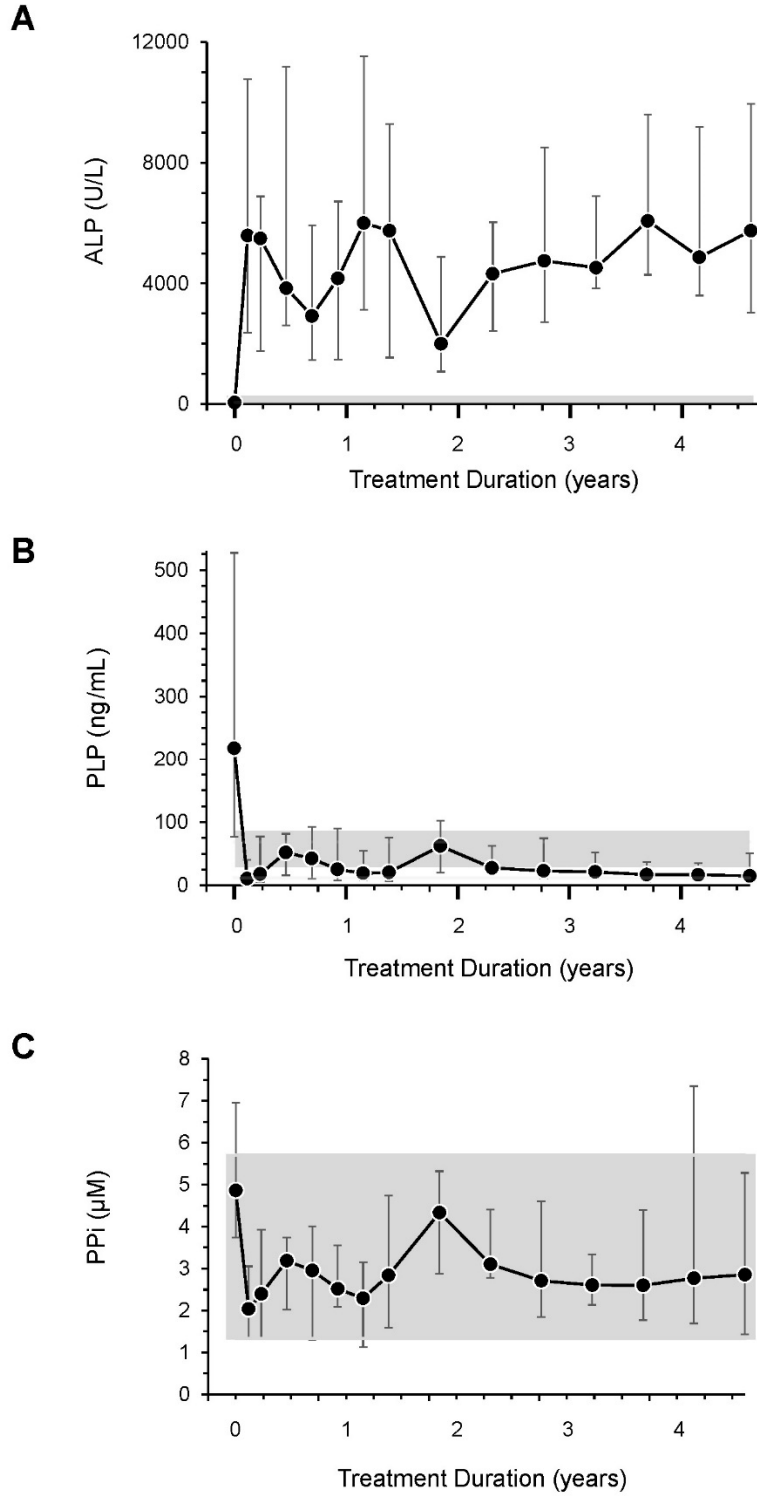 A
12000
8000
4000
0
ALP (U/L)
0 1 2 3 4
Treatment Duration (years)
B
500
400
300
200
100
0
PLP (ng/mL)
0 1 2 3 4
Treatment Duration (years)
C
8
7
6
5
4
3
2
1
0
PPi (µM)
0 1 2 3 4
Treatment Duration (years)